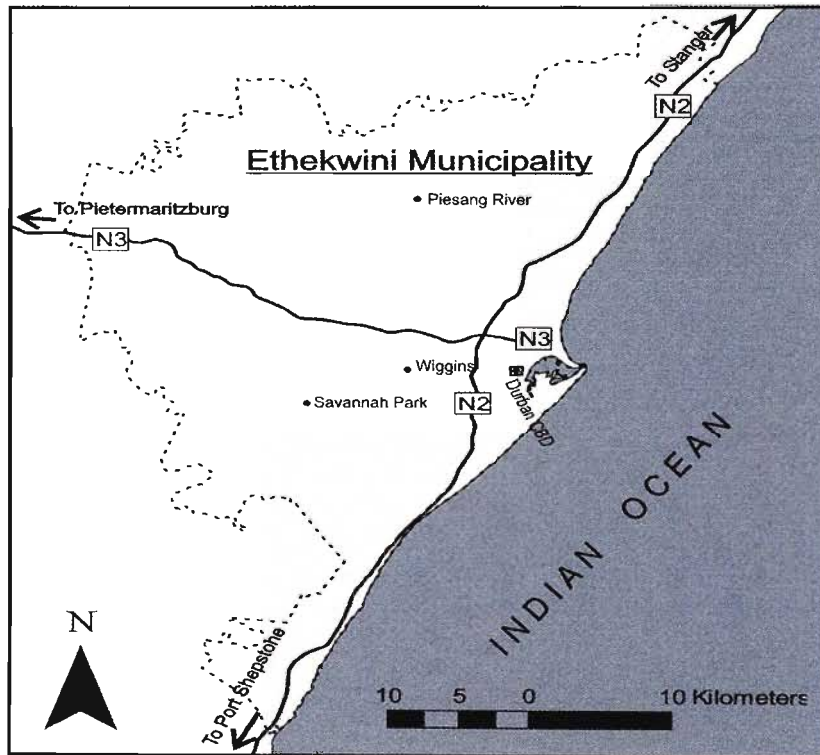 To Stanger
N2
Ethekwini Municipality
Piesang River
To Pietermaritzburg
N3
N3
Wiggins
Savannah Park
N2
Durban CBD
INDIAN OCEAN
N
To Port Shepstone
10 5 0 10 Kilometers